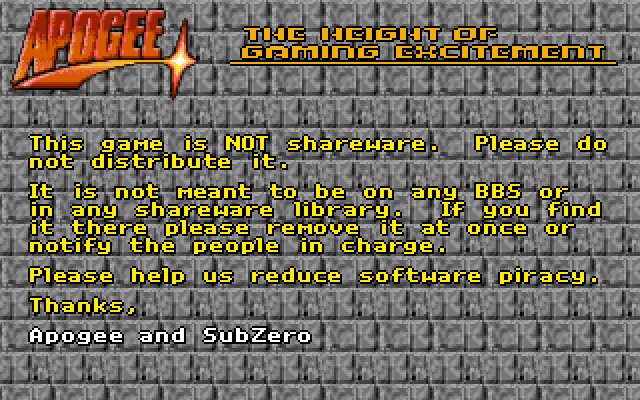 APOGEE
THE HEIGHT OF
GAMING EXCITEMENT
This game is NOT shareware.  Please do
not distribute it.
It is not meant to be on any BBS or
in any shareware library.  If you find
it there please remove it at once or
notify the people in charge.
Please help us reduce software piracy.
Thanks,
Apogee and SubZero